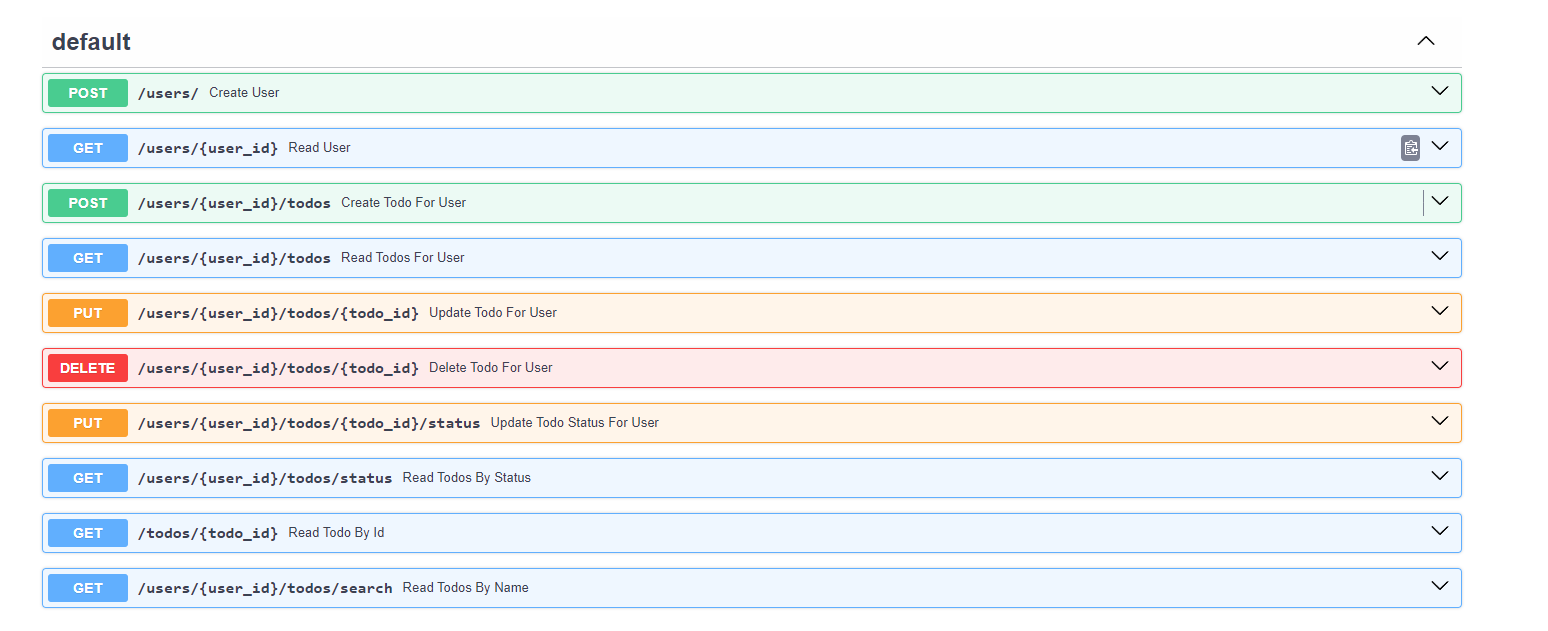 default
POST /users/ Create User
GET /users/{user_id} Read User
POST /users/{user_id}/todos Create Todo For User
GET /users/{user_id}/todos Read Todos For User
PUT /users/{user_id}/todos/{todo_id} Update Todo For User
DELETE /users/{user_id}/todos/{todo_id} Delete Todo For User
PUT /users/{user_id}/todos/{todo_id}/status Update Todo Status For User
GET /users/{user_id}/todos/status Read Todos By Status
GET /todos/{todo_id} Read Todo By Id
GET /users/{user_id}/todos/search Read Todos By Name